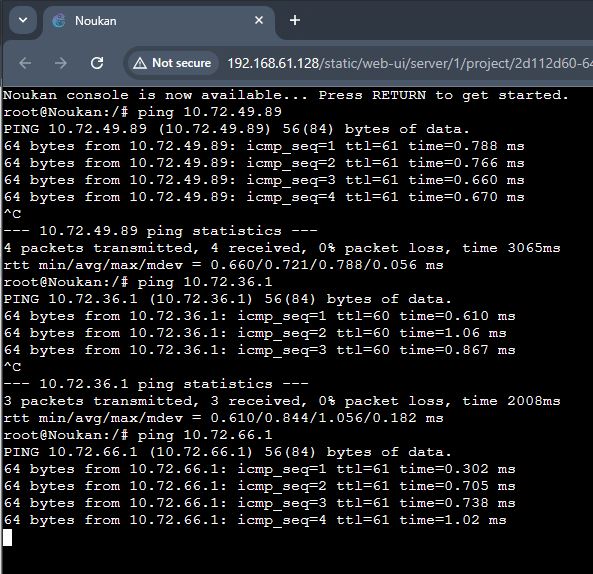 Noukan
Not secure
192.168.61.128/static/web-ui/server/1/project/2d112d60-64
Noukan console is now available... Press RETURN to get started.
root@Noukan:/# ping 10.72.49.89
PING 10.72.49.89 (10.72.49.89) 56(84) bytes of data.
64 bytes from 10.72.49.89: icmp_seq=1 ttl=61 time=0.788 ms
64 bytes from 10.72.49.89: icmp_seq=2 ttl=61 time=0.766 ms
64 bytes from 10.72.49.89: icmp_seq=3 ttl=61 time=0.660 ms
64 bytes from 10.72.49.89: icmp_seq=4 ttl=61 time=0.670 ms
^C
--- 10.72.49.89 ping statistics ---
4 packets transmitted, 4 received, 0% packet loss, time 3065ms
rtt min/avg/max/mdev = 0.660/0.721/0.788/0.056 ms
root@Noukan:/# ping 10.72.36.1
PING 10.72.36.1 (10.72.36.1) 56(84) bytes of data.
64 bytes from 10.72.36.1: icmp_seq=1 ttl=60 time=0.610 ms
64 bytes from 10.72.36.1: icmp_seq=2 ttl=60 time=1.06 ms
64 bytes from 10.72.36.1: icmp_seq=3 ttl=60 time=0.867 ms
^C
--- 10.72.36.1 ping statistics ---
3 packets transmitted, 3 received, 0% packet loss, time 2008ms
rtt min/avg/max/mdev = 0.610/0.844/1.056/0.182 ms
root@Noukan:/# ping 10.72.66.1
PING 10.72.66.1 (10.72.66.1) 56(84) bytes of data.
64 bytes from 10.72.66.1: icmp_seq=1 ttl=61 time=0.302 ms
64 bytes from 10.72.66.1: icmp_seq=2 ttl=61 time=0.705 ms
64 bytes from 10.72.66.1: icmp_seq=3 ttl=61 time=0.738 ms
64 bytes from 10.72.66.1: icmp_seq=4 ttl=61 time=1.02 ms